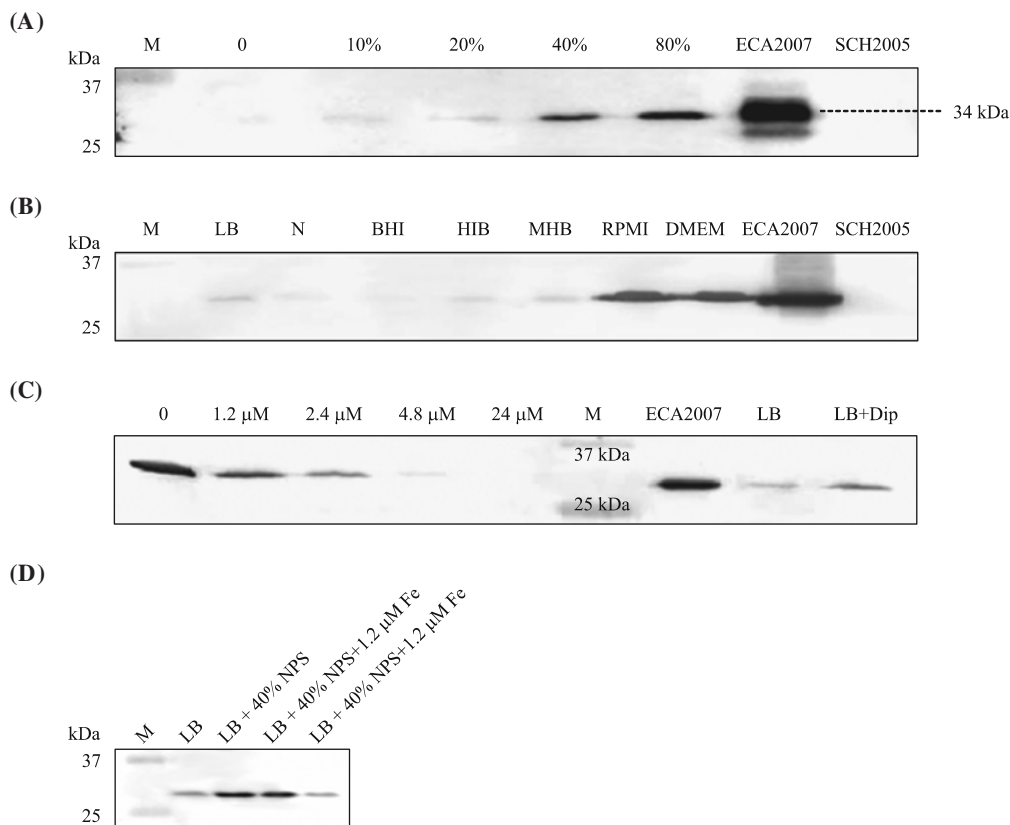 (A)
M 0 10% 20% 40% 80% ECA2007 SCH2005
kDa
37
34 kDa
25
(B)
M LB N BHI HIB MHB RPMI DMEM ECA2007 SCH2005
kDa
37
25
(C)
0 1.2 μM 2.4 μM 4.8 μM 24 μM M ECA2007 LB LB+Dip
37 kDa
25 kDa
(D)
kDa
M
LB
LB + 40% NPS
LB + 40% NPS+1.2 μM Fe
LB + 40% NPS+1.2 μM Fe
37
25